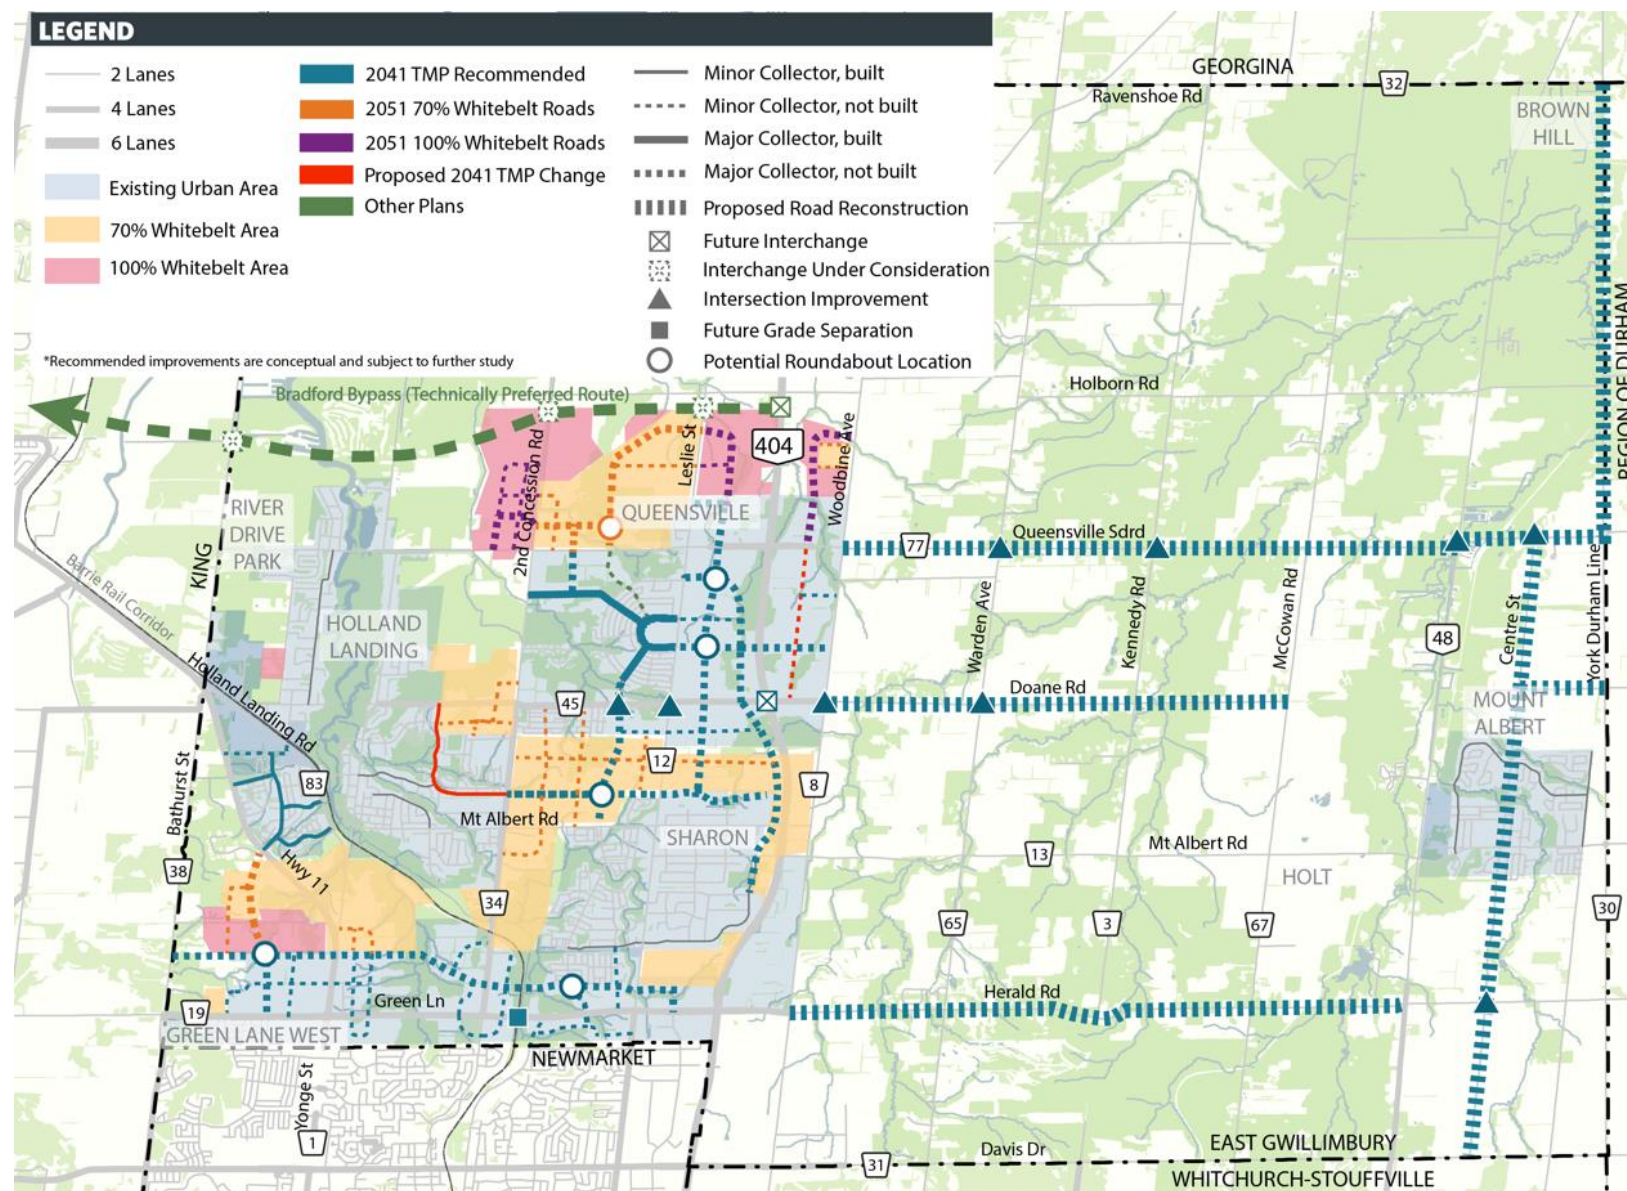 LEGEND
2 Lanes
4 Lanes
6 Lanes
Existing Urban Area
70% Whitebelt Area
100% Whitebelt Area
2041 TMP Recommended
2051 70% Whitebelt Roads
2051 100% Whitebelt Roads
Proposed 2041 TMP Change
Other Plans
Minor Collector, built
Minor Collector, not built
Major Collector, built
Major Collector, not built
Proposed Road Reconstruction
Future Interchange
Interchange Under Consideration
Intersection Improvement
Future Grade Separation
Potential Roundabout Location
*Recommended improvements are conceptual and subject to further study
GEORGINA
32
Ravenshoe Rd
BROWN
HILL
REGION OF DURHAM
Holborn Rd
Bradford Bypass (Technically Preferred Route)
404
Leslie St
2nd Concession Rd
Woodbine Ave
RIVER
DRIVE
PARK
KING
QUEENSVILLE
77
Queensville Sdrd
Barrie Rail Corridor
HOLLAND
LANDING
Warden Ave
Kennedy Rd
McCowan Rd
48
Centre St
York Durham Line
Holland Landing Rd
45
Doane Rd
MOUNT
ALBERT
Bathurst St
83
12
8
Mt Albert Rd
SHARON
38
Hwy 11
34
13
Mt Albert Rd
HOLT
65
3
67
30
19
Green Ln
Herald Rd
GREEN LANE WEST
NEWMARKET
Yonge St
1
31
Davis Dr
EAST GWILLIMBURY
WHITCHURCH-STOUFFVILLE